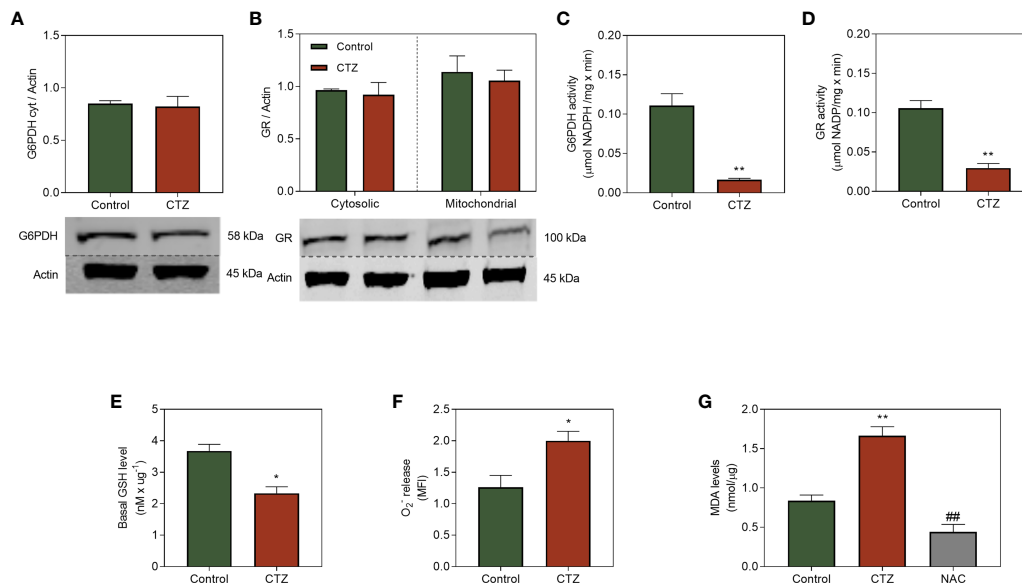 A
G6PDH cyt / Actin
1.5
1.0
0.5
0.0
Control
CTZ
G6PDH
58 kDa
Actin
45 kDa
B
GR / Actin
1.5
1.0
0.5
0.0
Control
CTZ
Cytosolic
Mitochondrial
GR
100 kDa
Actin
45 kDa
C
G6PDH activity
(μmol NADPH /mg x min)
0.20
0.15
0.10
0.05
0.00
**
Control
CTZ
D
GR activity
(μmol NADP/mg x min)
0.20
0.15
0.10
0.05
0.00
**
Control
CTZ
E
Basal GSH level
(nM x ug⁻¹)
5
4
3
2
1
0
*
Control
CTZ
F
O₂⁻ release
(MFI)
2.5
2.0
1.5
1.0
0.5
0.0
*
Control
CTZ
G
MDA levels
(nmol/μg)
2.0
1.5
1.0
0.5
0.0
**
##
Control
CTZ
NAC